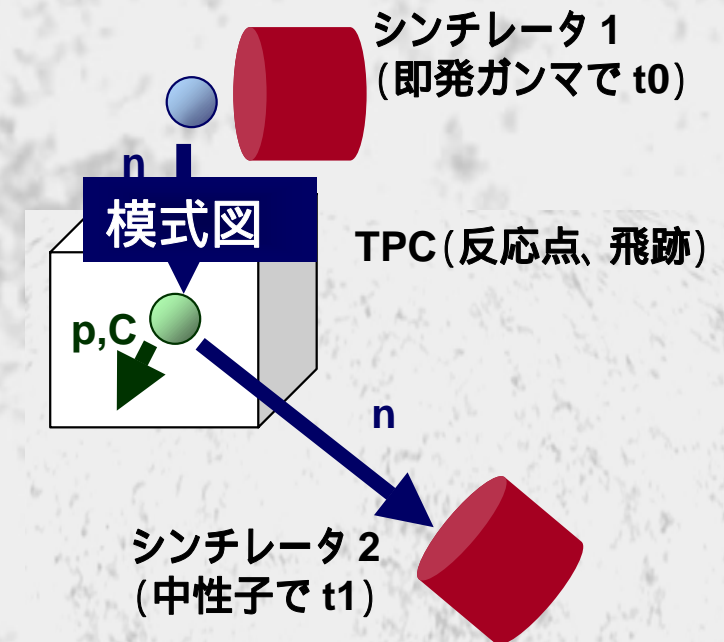 シンチレータ 1
(即発ガンマで t0)
n
模式図
TPC(反応点、飛跡)
p,C
n
シンチレータ 2
(中性子で t1)